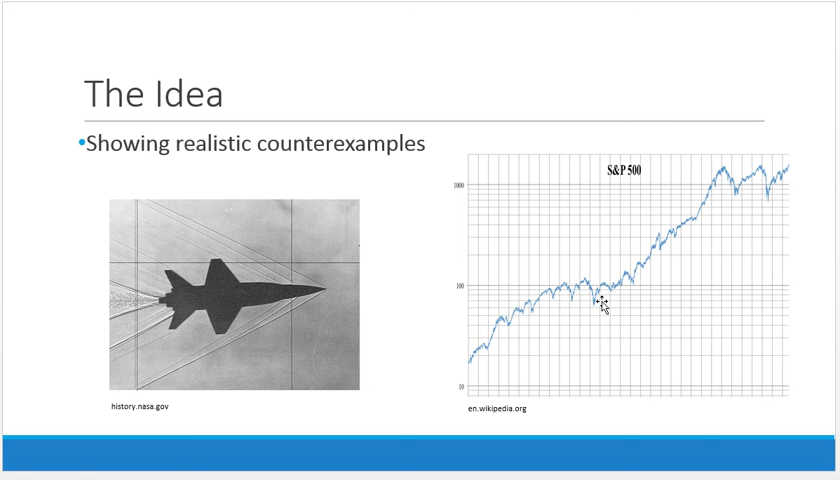 The Idea
•Showing realistic counterexamples
S&P 500
1000
100
10
history.nasa.gov
en.wikipedia.org